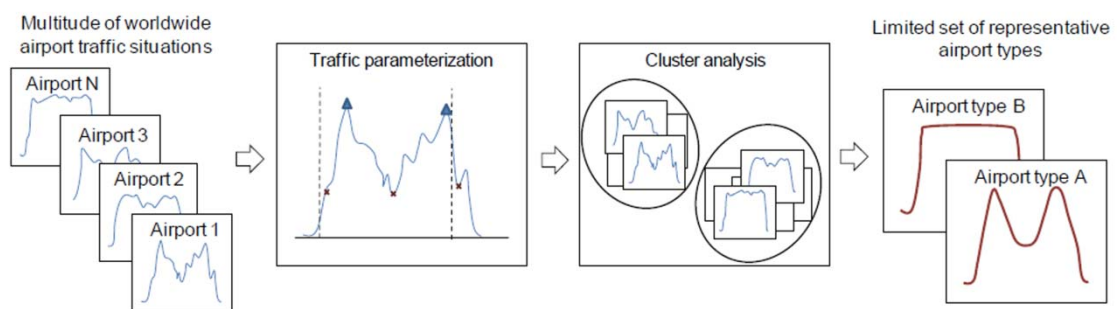 Multitude of worldwide
airport traffic situations
Airport N
Airport 3
Airport 2
Airport 1
Traffic parameterization
Cluster analysis
Limited set of representative
airport types
Airport type B
Airport type A